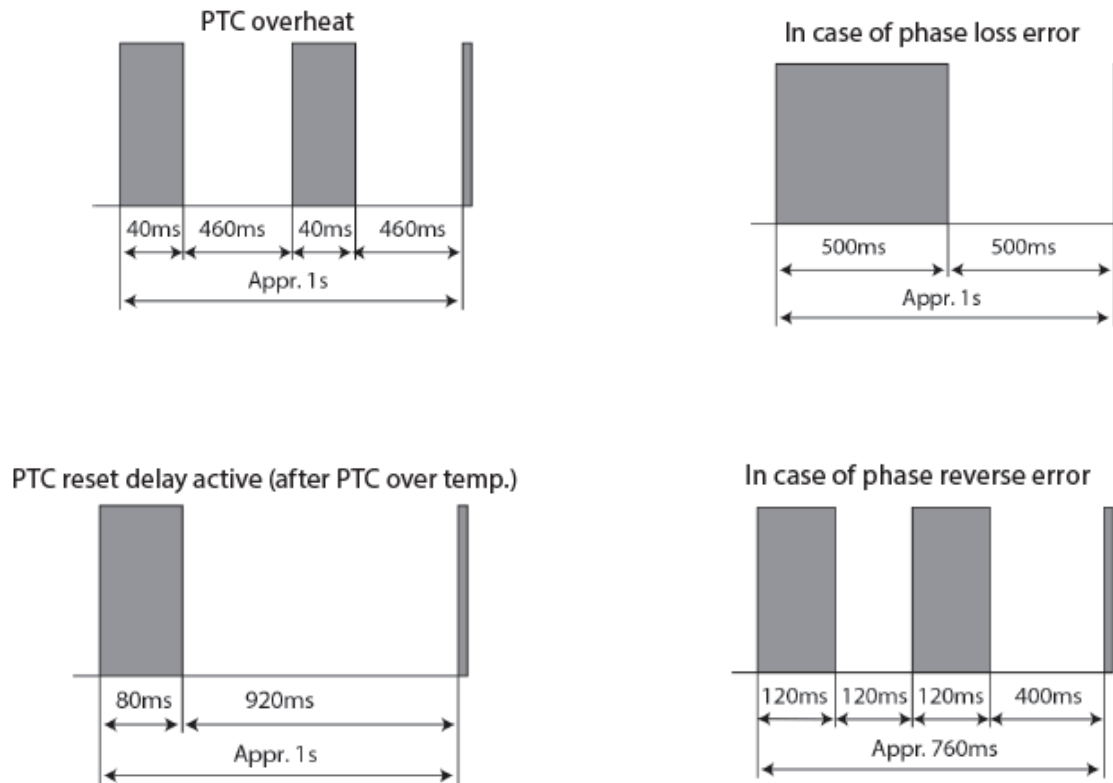 PTC overheat
40ms 460ms 40ms 460ms
Appr. 1s
In case of phase loss error
500ms 500ms
Appr. 1s
PTC reset delay active (after PTC over temp.)
80ms 920ms
Appr. 1s
In case of phase reverse error
120ms 120ms 120ms 400ms
Appr. 760ms